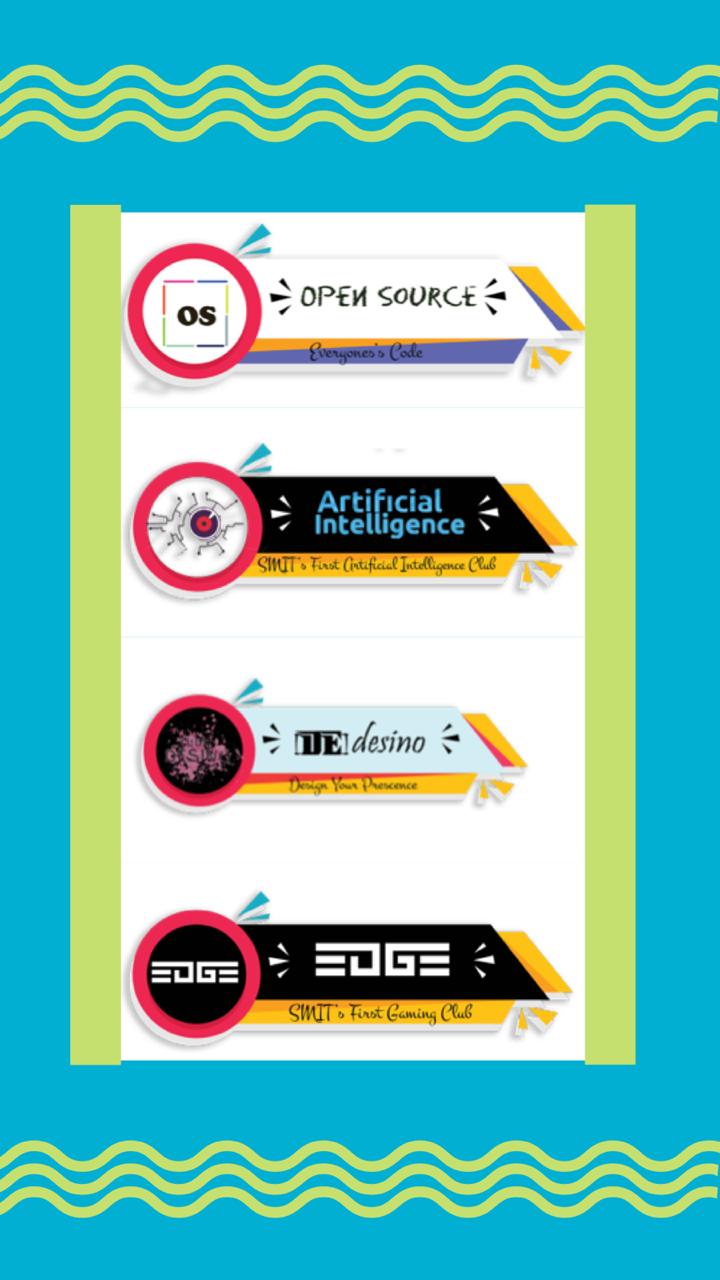 OS
OPEN SOURCE
Everyones's Code
Artificial
Intelligence
SMIT's First Artificial Intelligence Club
DE desino
Design Your Prescence
EDGE
EDGE
SMIT's First Gaming Club